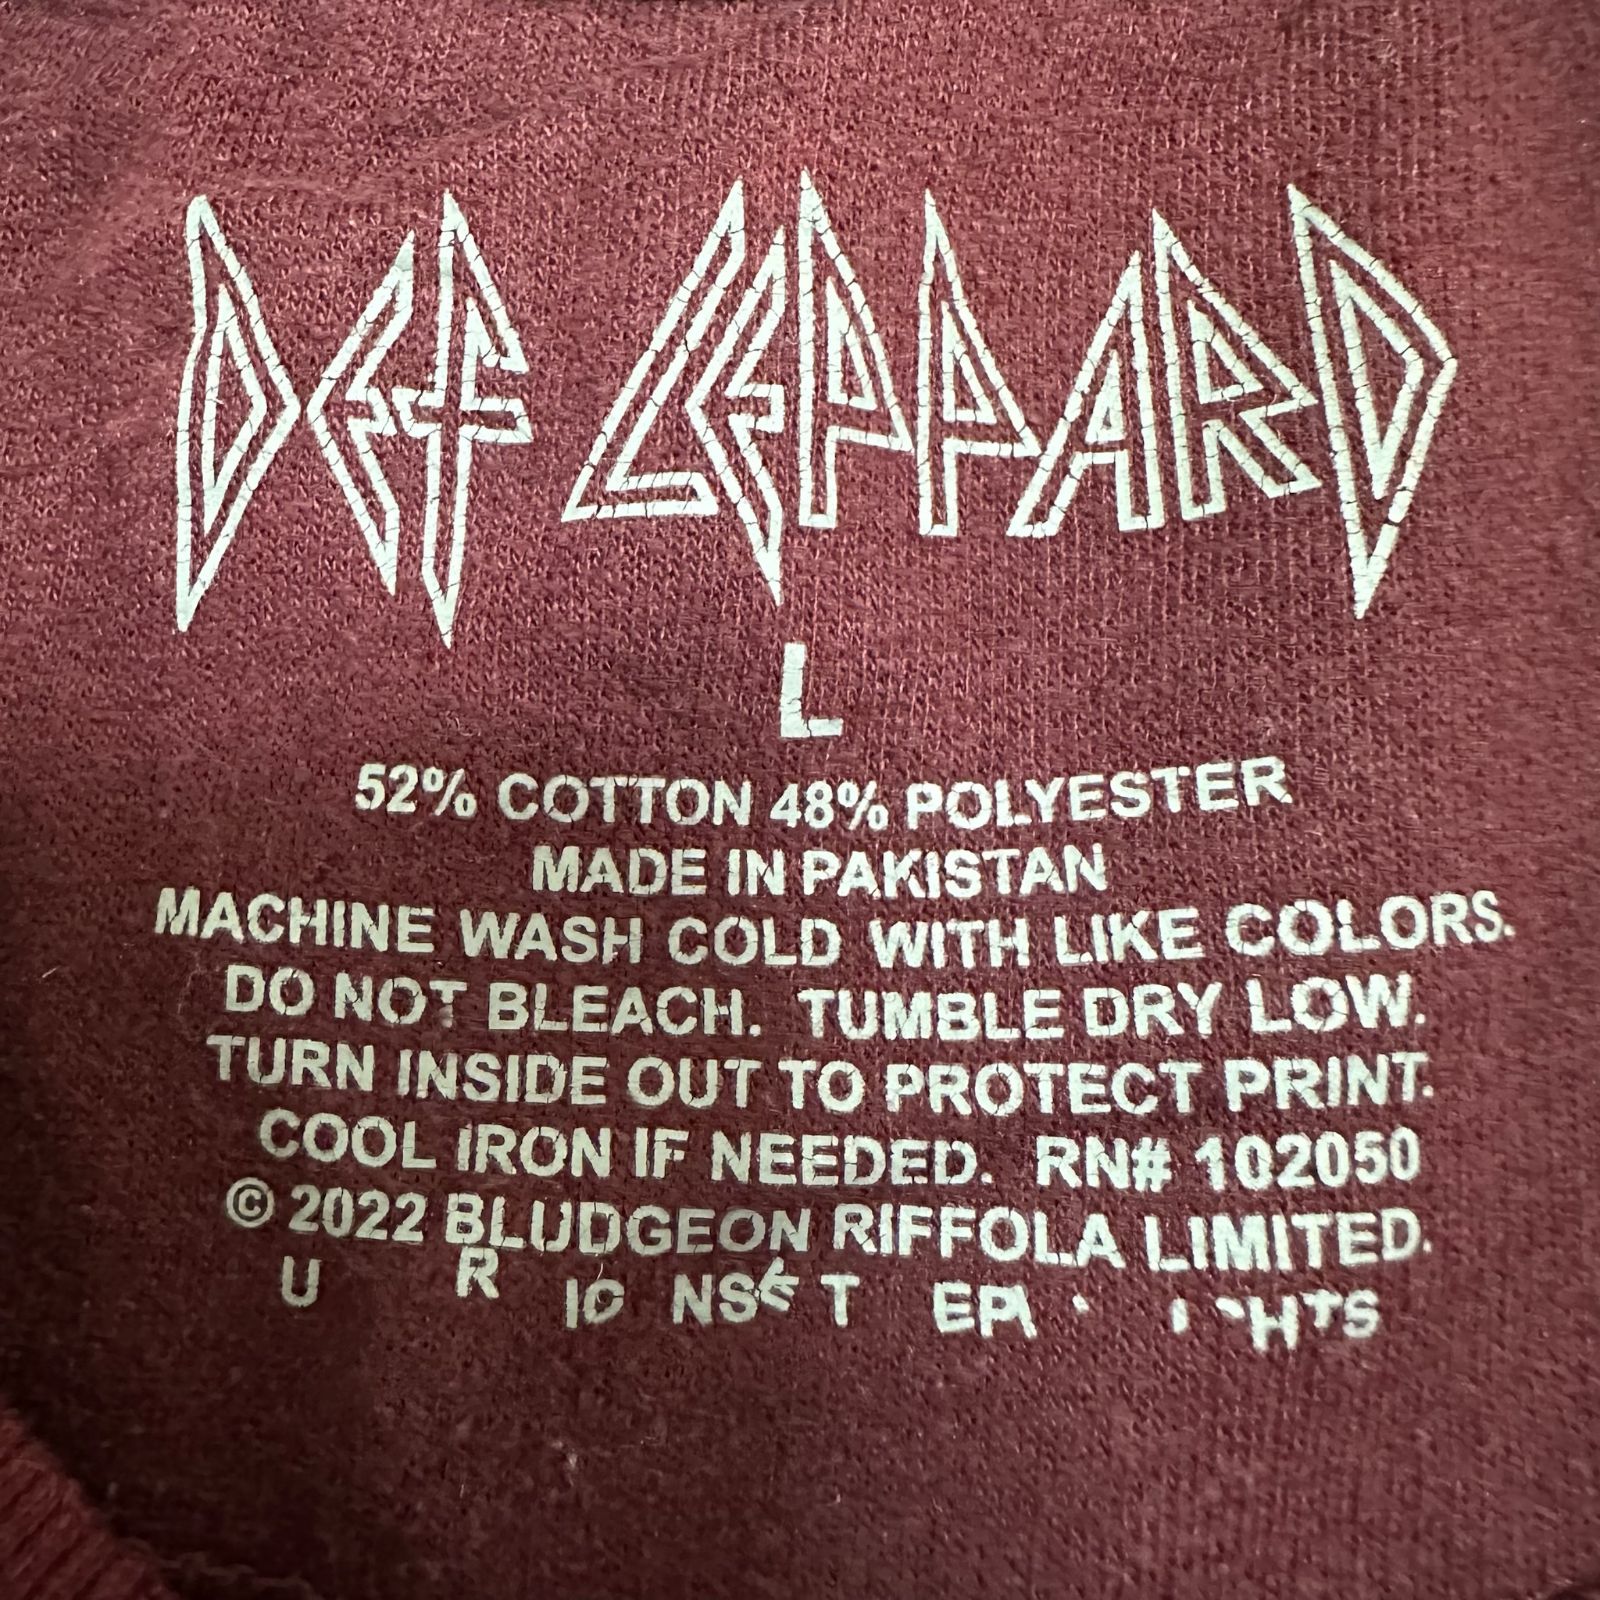 DEF LEPPARD
L
52% COTTON 48% POLYESTER
MADE IN PAKISTAN
MACHINE WASH COLD WITH LIKE COLORS.
DO NOT BLEACH. TUMBLE DRY LOW.
TURN INSIDE OUT TO PROTECT PRINT.
COOL IRON IF NEEDED. RN# 102050
© 2022 BLUDGEON RIFFOLA LIMITED.